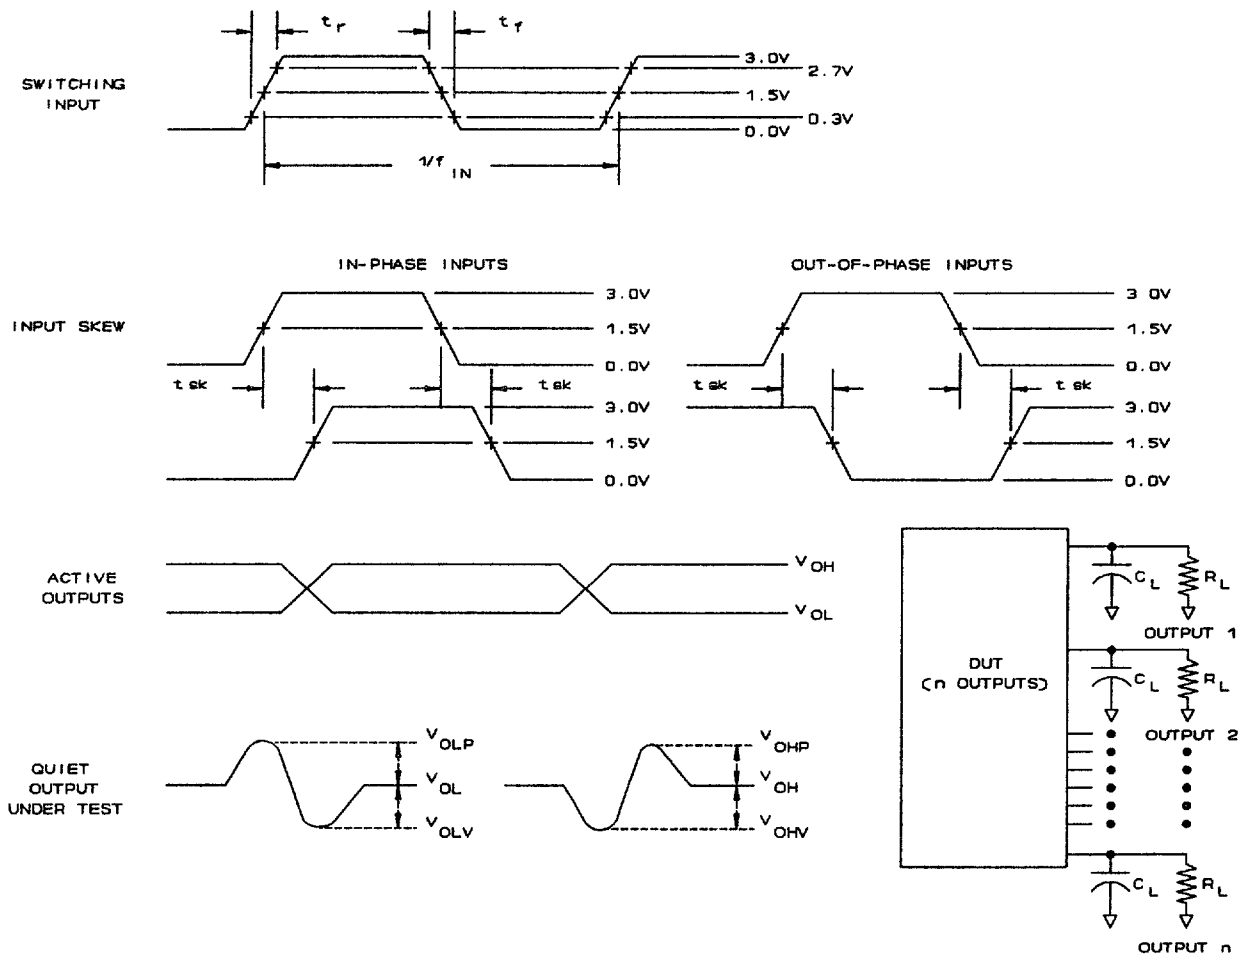 t r
t f
SWITCHING
INPUT
3.0V
2.7V
1.5V
0.3V
0.0V
1/f IN
IN-PHASE INPUTS
OUT-OF-PHASE INPUTS
INPUT SKEW
3.0V
1.5V
0.0V
t sk
t sk
3.0V
1.5V
0.0V
3 0V
1.5V
0.0V
t sk
t sk
3.0V
1.5V
0.0V
ACTIVE
OUTPUTS
V OH
V OL
DUT
(n OUTPUTS)
C L
R L
OUTPUT 1
C L
R L
OUTPUT 2
C L
R L
OUTPUT n
QUIET
OUTPUT
UNDER TEST
V OLP
V OL
V OLV
V OHP
V OH
V OHV